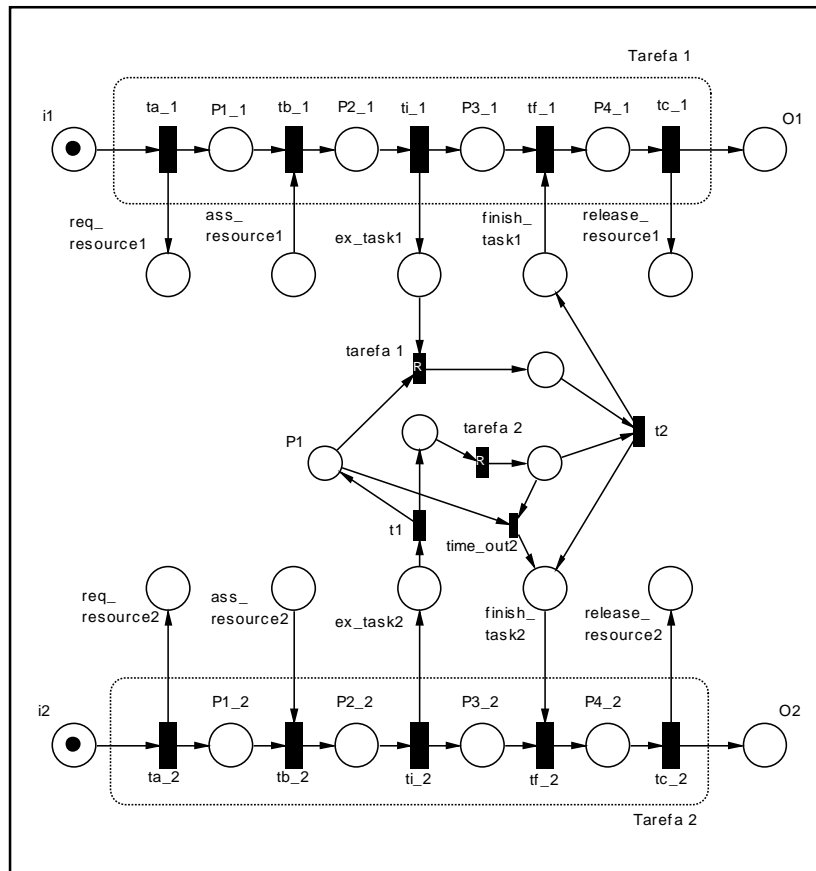 Tarefa 1
i1
ta_1
P1_1
tb_1
P2_1
ti_1
P3_1
tf_1
P4_1
tc_1
O1
req_
resource1
ass_
resource1
ex_task1
finish_
task1
release_
resource1
tarefa 1
R
P1
tarefa 2
R
t2
t1
time_out2
req_
resource2
ass_
resource2
ex_task2
finish_
task2
release_
resource2
i2
P1_2
P2_2
P3_2
P4_2
O2
ta_2
tb_2
ti_2
tf_2
tc_2
Tarefa 2